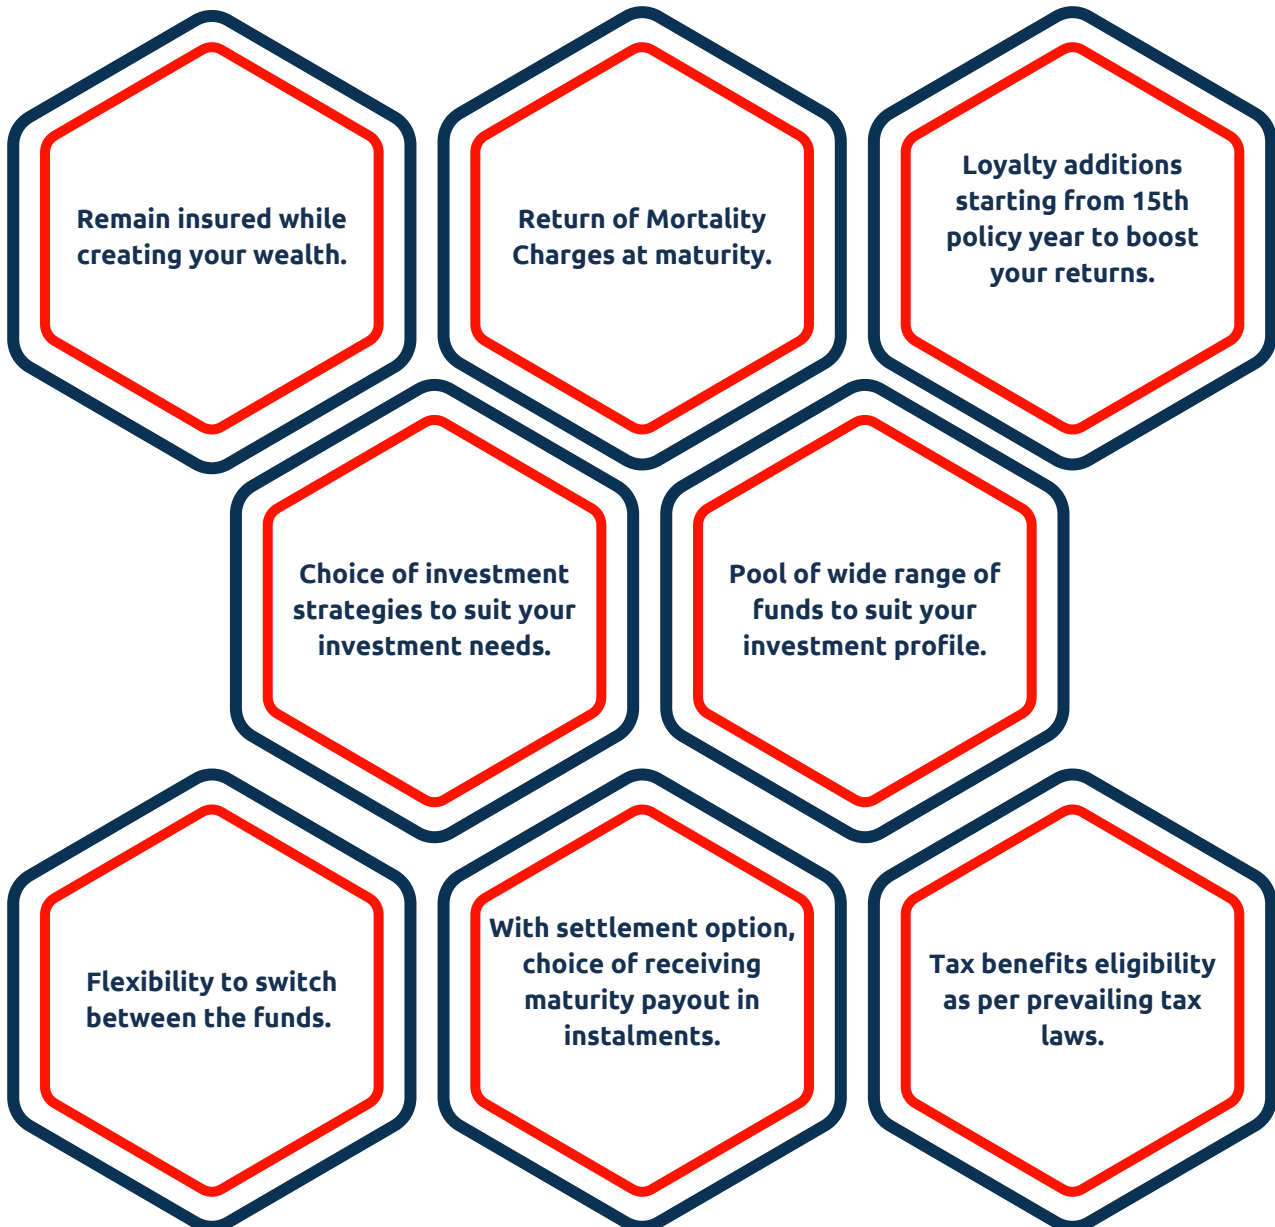 Remain insured while
creating your wealth.
Return of Mortality
Charges at maturity.
Loyalty additions
starting from 15th
policy year to boost
your returns.
Choice of investment
strategies to suit your
investment needs.
Pool of wide range of
funds to suit your
investment profile.
Flexibility to switch
between the funds.
With settlement option,
choice of receiving
maturity payout in
instalments.
Tax benefits eligibility
as per prevailing tax
laws.